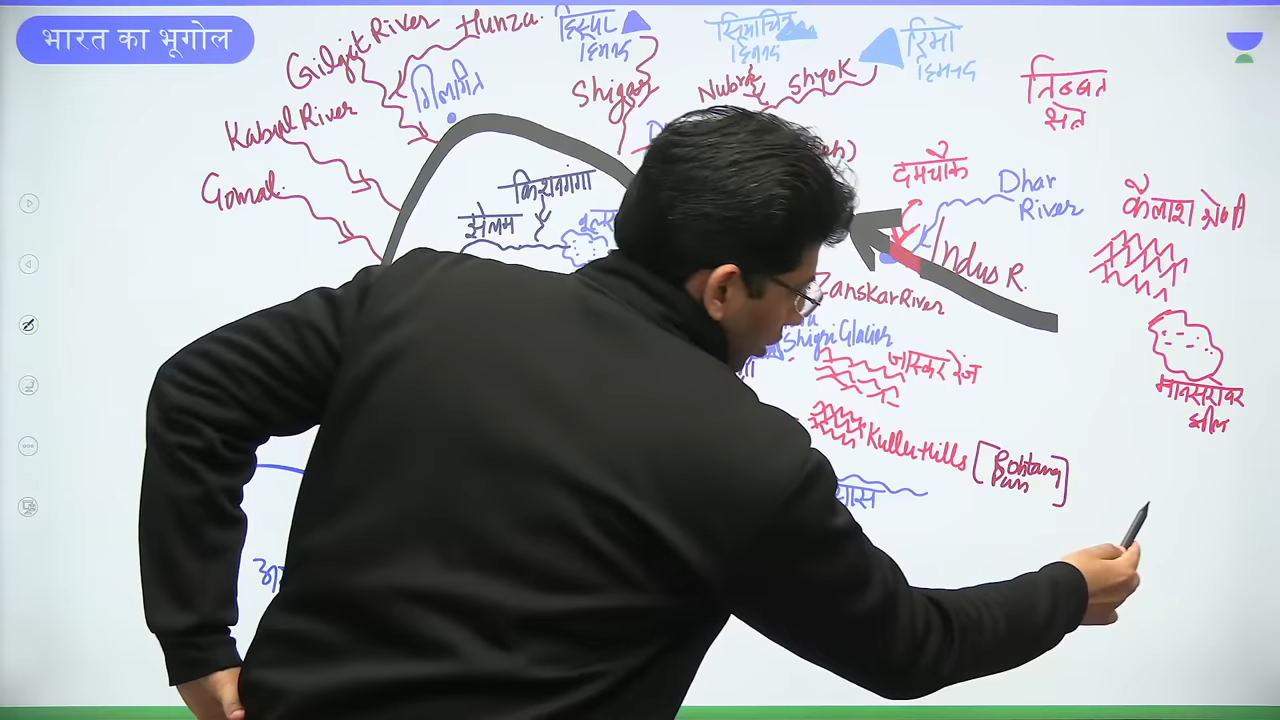 भारत का भूगोल
Gilgit River
Hunza.
हिस्पर
हिमनद
सियाचिन
हिमनद
रिमो
हिमनद
तिब्बत
क्षेत्र
गिलगित
Shigar
Nubra
Shyok
Kabul River
Gomal.
किशनगंगा
झेलम
दमचौक
Dhar
River
कैलाश श्रेणी
Indus R.
Zanskar River
Shigri Glacier
जास्कर रेंज
मानसरोवर
झील
Kullu Hills [Rohtang
Pass]